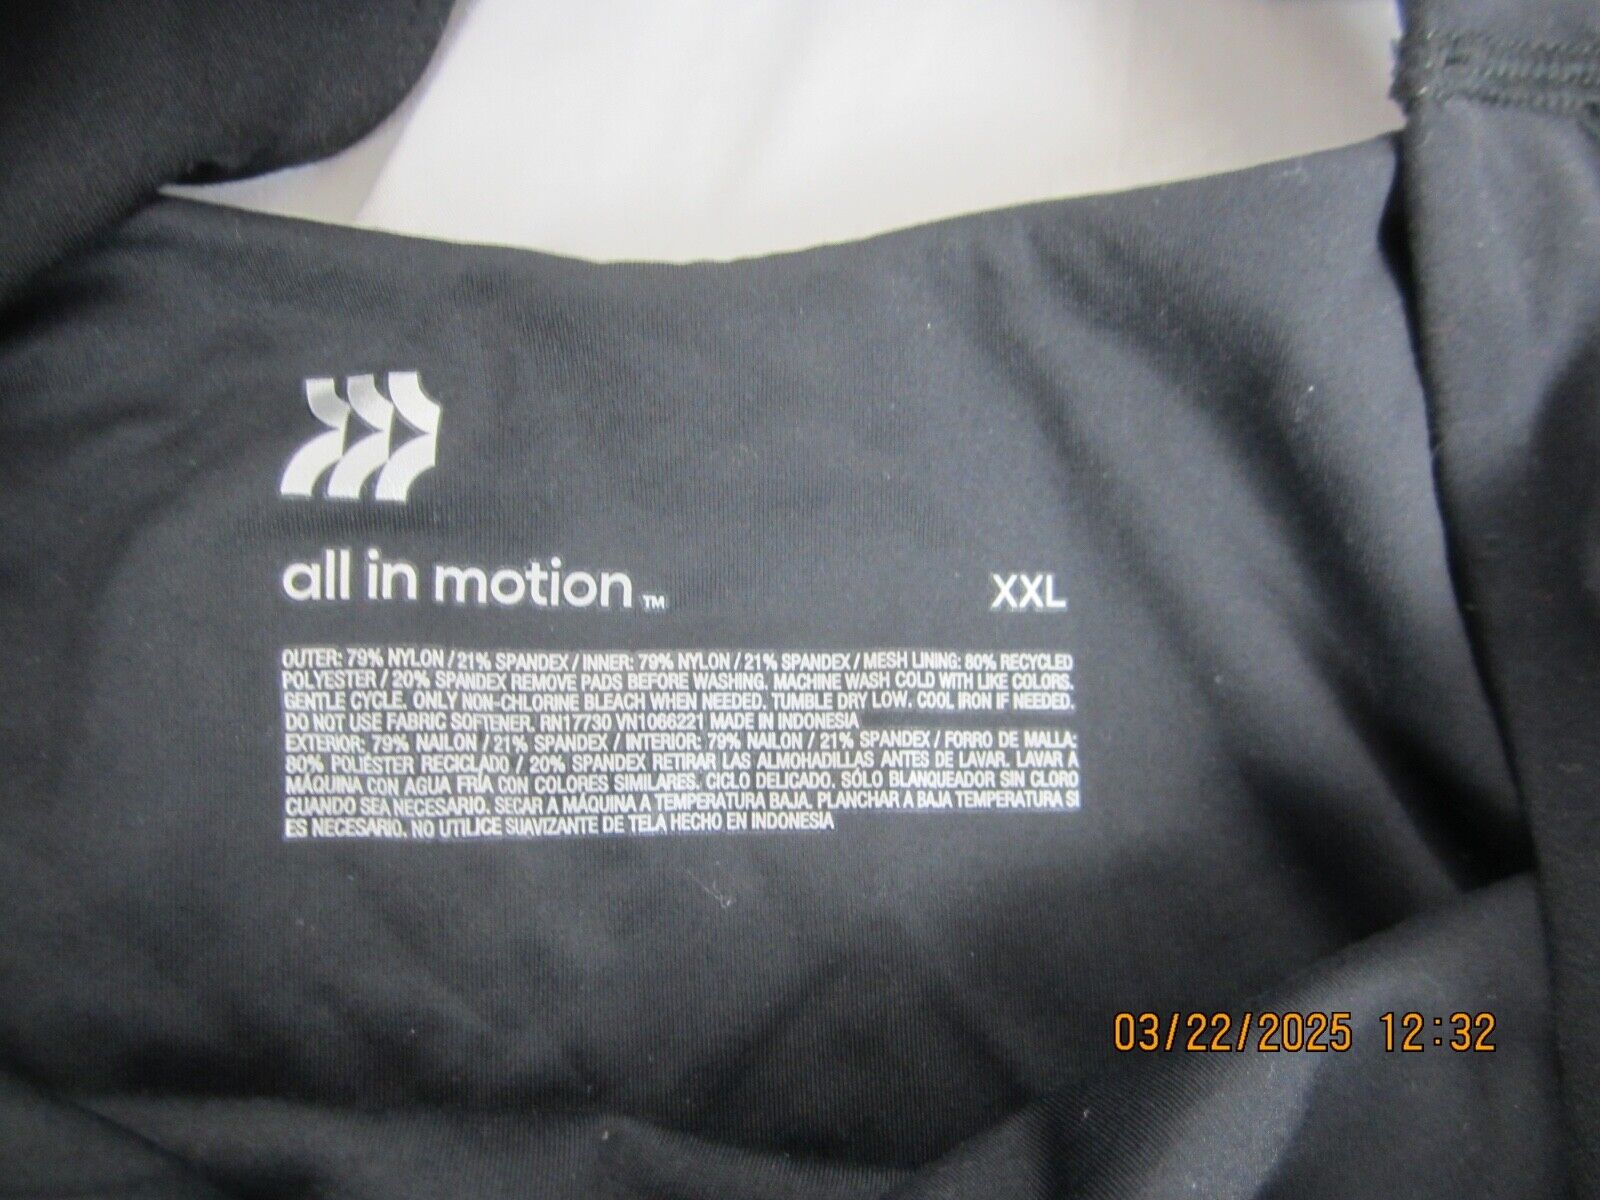 all in motion™ XXL
OUTER: 79% NYLON / 21% SPANDEX / INNER: 79% NYLON / 21% SPANDEX / MESH LINING: 80% RECYCLED
POLYESTER / 20% SPANDEX REMOVE PADS BEFORE WASHING. MACHINE WASH COLD WITH LIKE COLORS.
GENTLE CYCLE. ONLY NON-CHLORINE BLEACH WHEN NEEDED. TUMBLE DRY LOW. COOL IRON IF NEEDED.
DO NOT USE FABRIC SOFTENER. RN17730 VN1066221 MADE IN INDONESIA
EXTERIOR: 79% NAILON / 21% SPANDEX / INTERIOR: 79% NAILON / 21% SPANDEX / FORRO DE MALLA:
80% POLIÉSTER RECICLADO / 20% SPANDEX RETIRAR LAS ALMOHADILLAS ANTES DE LAVAR. LAVAR A
MÁQUINA CON AGUA FRÍA CON COLORES SIMILARES. CICLO DELICADO. SÓLO BLANQUEADOR SIN CLORO
CUANDO SEA NECESARIO. SECAR A MÁQUINA A TEMPERATURA BAJA. PLANCHAR A BAJA TEMPERATURA SI
ES NECESARIO. NO UTILICE SUAVIZANTE DE TELA HECHO EN INDONESIA
03/22/2025 12:32